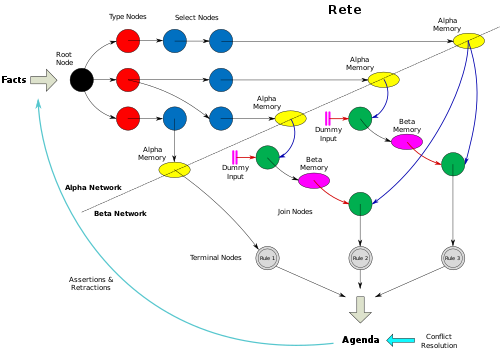 Rete
Type Nodes
Select Nodes
Alpha
Memory
Root
Node
Alpha
Memory
Facts
Alpha
Memory
Dummy
Input
Beta
Memory
Alpha
Memory
Dummy
Input
Beta
Memory
Alpha Network
Beta Network
Join Nodes
Terminal Nodes
Rule 1
Rule 2
Rule 3
Assertions &
Retractions
Agenda
Conflict
Resolution